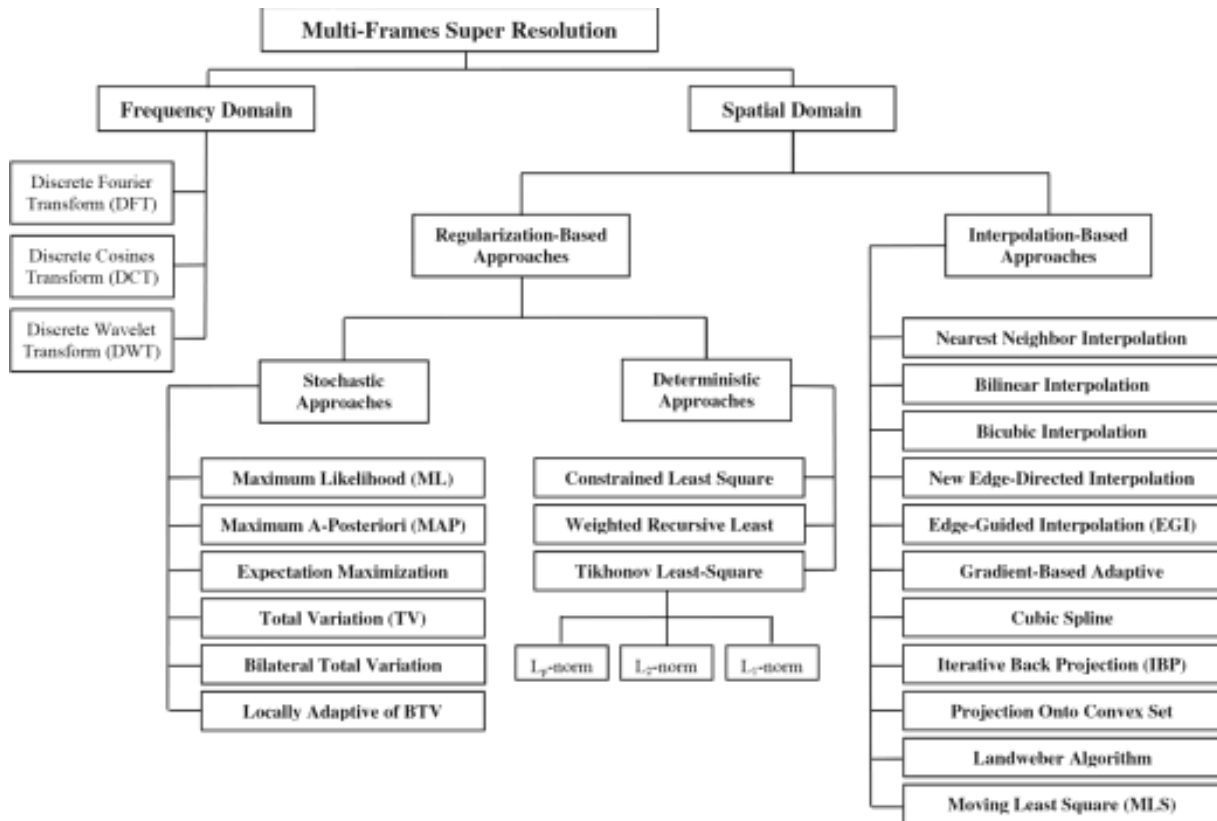 Multi-Frames Super Resolution
Frequency Domain
Spatial Domain
Discrete Fourier
Transform (DFT)
Discrete Cosines
Transform (DCT)
Discrete Wavelet
Transform (DWT)
Regularization-Based
Approaches
Interpolation-Based
Approaches
Stochastic
Approaches
Deterministic
Approaches
Maximum Likelihood (ML)
Maximum A-Posteriori (MAP)
Expectation Maximization
Total Variation (TV)
Bilateral Total Variation
Locally Adaptive of BTV
Constrained Least Square
Weighted Recursive Least
Tikhonov Least-Square
-norm
L₂-norm
L₁-norm
Nearest Neighbor Interpolation
Bilinear Interpolation
Bicubic Interpolation
New Edge-Directed Interpolation
Edge-Guided Interpolation (EGI)
Gradient-Based Adaptive
Cubic Spline
Iterative Back Projection (IBP)
Projection Onto Convex Set
Landweber Algorithm
Moving Least Square (MLS)